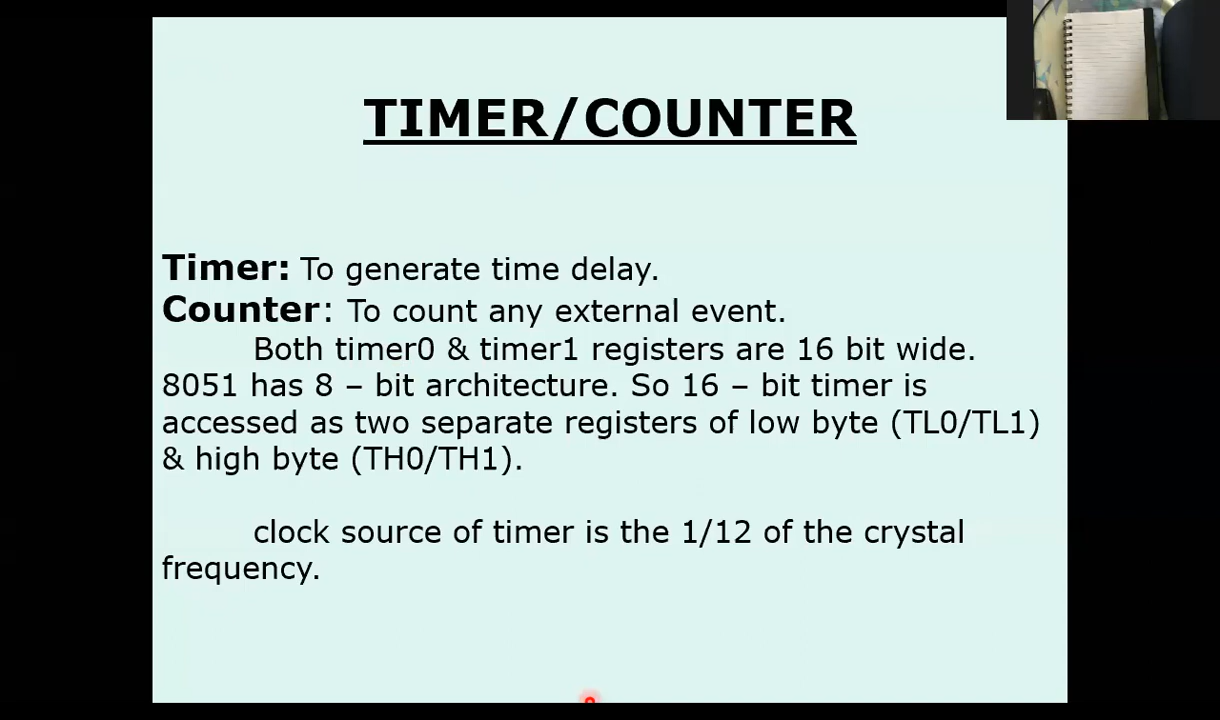 TIMER/COUNTER
Timer: To generate time delay.
Counter: To count any external event.
Both timer0 & timer1 registers are 16 bit wide.
8051 has 8 – bit architecture. So 16 – bit timer is
accessed as two separate registers of low byte (TL0/TL1)
& high byte (TH0/TH1).
clock source of timer is the 1/12 of the crystal
frequency.